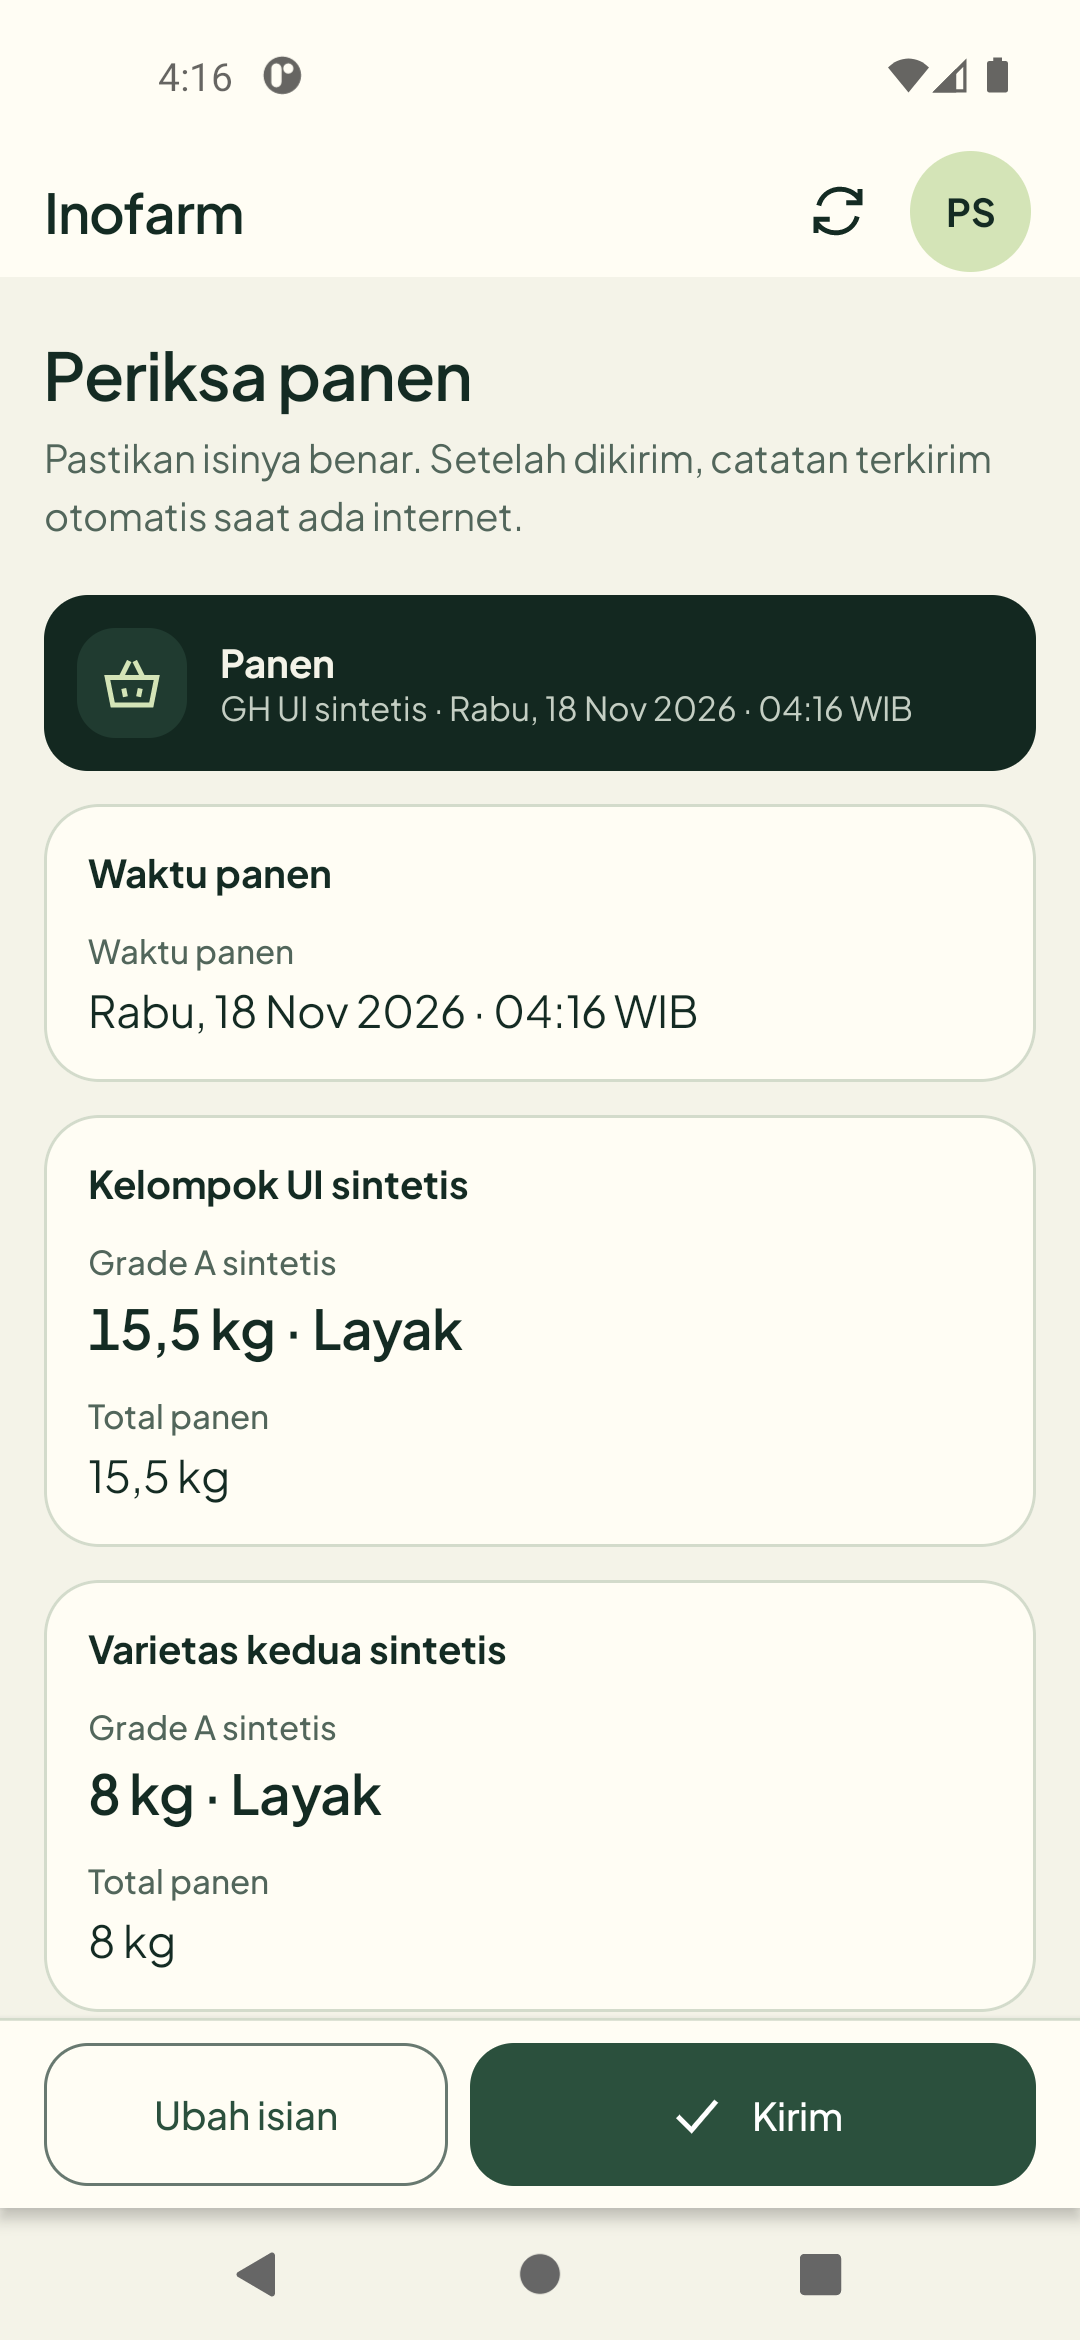 4:16
Inofarm
PS
Periksa panen
Pastikan isinya benar. Setelah dikirim, catatan terkirim
otomatis saat ada internet.
Panen
GH UI sintetis · Rabu, 18 Nov 2026 · 04:16 WIB
Waktu panen
Waktu panen
Rabu, 18 Nov 2026 · 04:16 WIB
Kelompok UI sintetis
Grade A sintetis
15,5 kg · Layak
Total panen
15,5 kg
Varietas kedua sintetis
Grade A sintetis
8 kg · Layak
Total panen
8 kg
Ubah isian
Kirim